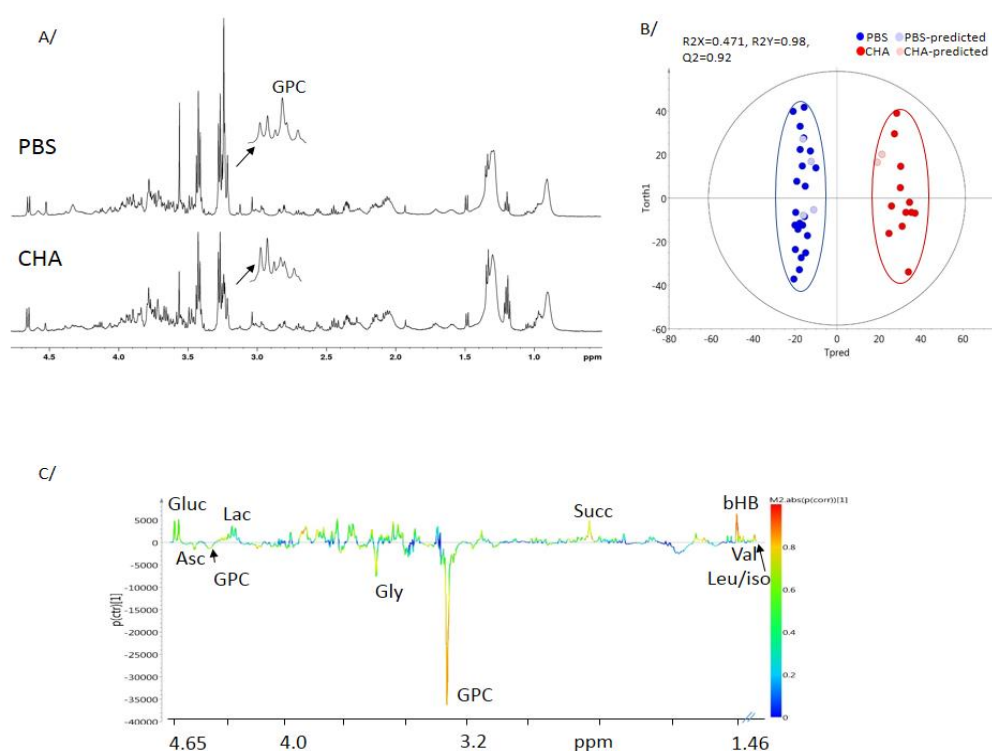 A/
GPC
PBS
CHA
4.5 4.0 3.5 3.0 2.5 2.0 1.5 1.0 ppm
B/
R2X=0.471, R2Y=0.98,
Q2=0.92
PBS PBS-predicted
CHA CHA-predicted
40
20
0
-20
-40
-60
-80 -60 -40 -20 0 20 40 60 80
Tpred
Torth1
C/
M2.abs(p(corr))[1]
Gluc
Lac
Succ
bHB
Asc
GPC
Gly
GPC
Val
Leu/iso
5000
0
-5000
-10000
-15000
-20000
-25000
-30000
-35000
-40000
p(ctr)[1]
0.8
0.6
0.4
0.2
0
4.65 4.0 3.2 ppm 1.46